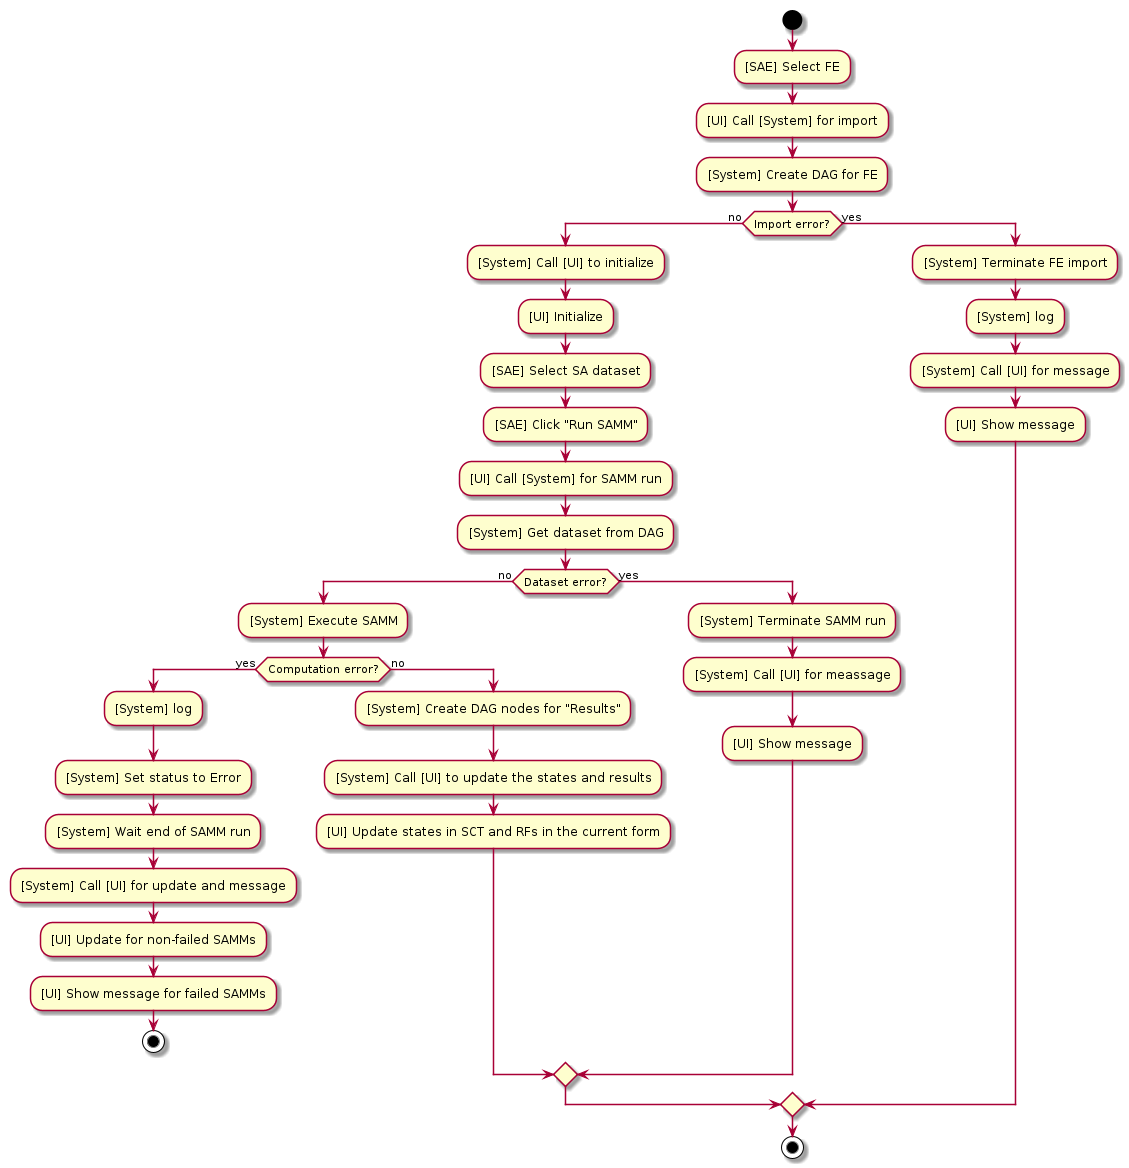 [SAE] Select FE
[UI] Call [System] for import
[System] Create DAG for FE
no
Import error?
yes
[System] Call [UI] to initialize
[System] Terminate FE import
[UI] Initialize
[System] log
[SAE] Select SA dataset
[System] Call [UI] for message
[SAE] Click "Run SAMM"
[UI] Show message
[UI] Call [System] for SAMM run
[System] Get dataset from DAG
no
Dataset error?
yes
[System] Execute SAMM
[System] Terminate SAMM run
yes
Computation error?
no
[System] Call [UI] for meassage
[System] log
[System] Create DAG nodes for "Results"
[UI] Show message
[System] Set status to Error
[System] Call [UI] to update the states and results
[System] Wait end of SAMM run
[UI] Update states in SCT and RFs in the current form
[System] Call [UI] for update and message
[UI] Update for non-failed SAMMs
[UI] Show message for failed SAMMs